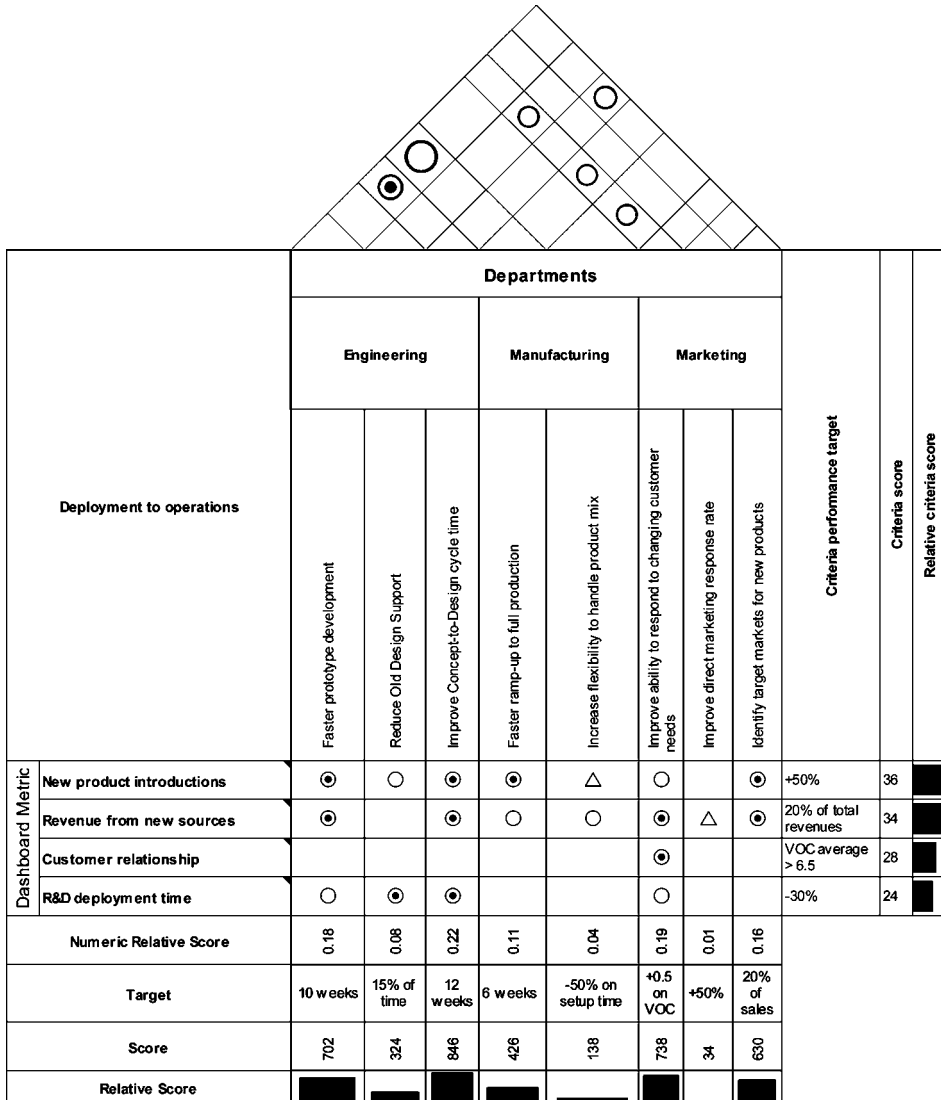 Departments
Engineering
Manufacturing
Marketing
Deployment to operations
Faster prototype development
Reduce Old Design Support
Improve Concept-to-Design cycle time
Faster ramp-up to full production
Increase flexibility to handle product mix
Improve ability to respond to changing customer
needs
Improve direct marketing response rate
Identify target markets for new products
Criteria performance target
Criteria score
Relative criteria score
Dashboard Metric
New product introductions
+50%
36
Revenue from new sources
20% of total
revenues
34
Customer relationship
VOC average
> 6.5
28
R&D deployment time
-30%
24
Numeric Relative Score
0.18
0.08
0.22
0.11
0.04
0.19
0.01
0.16
Target
10 weeks
15% of
time
12
weeks
6 weeks
-50% on
setup time
+0.5
on
VOC
+50%
20%
of
sales
Score
702
324
846
426
138
738
34
630
Relative Score